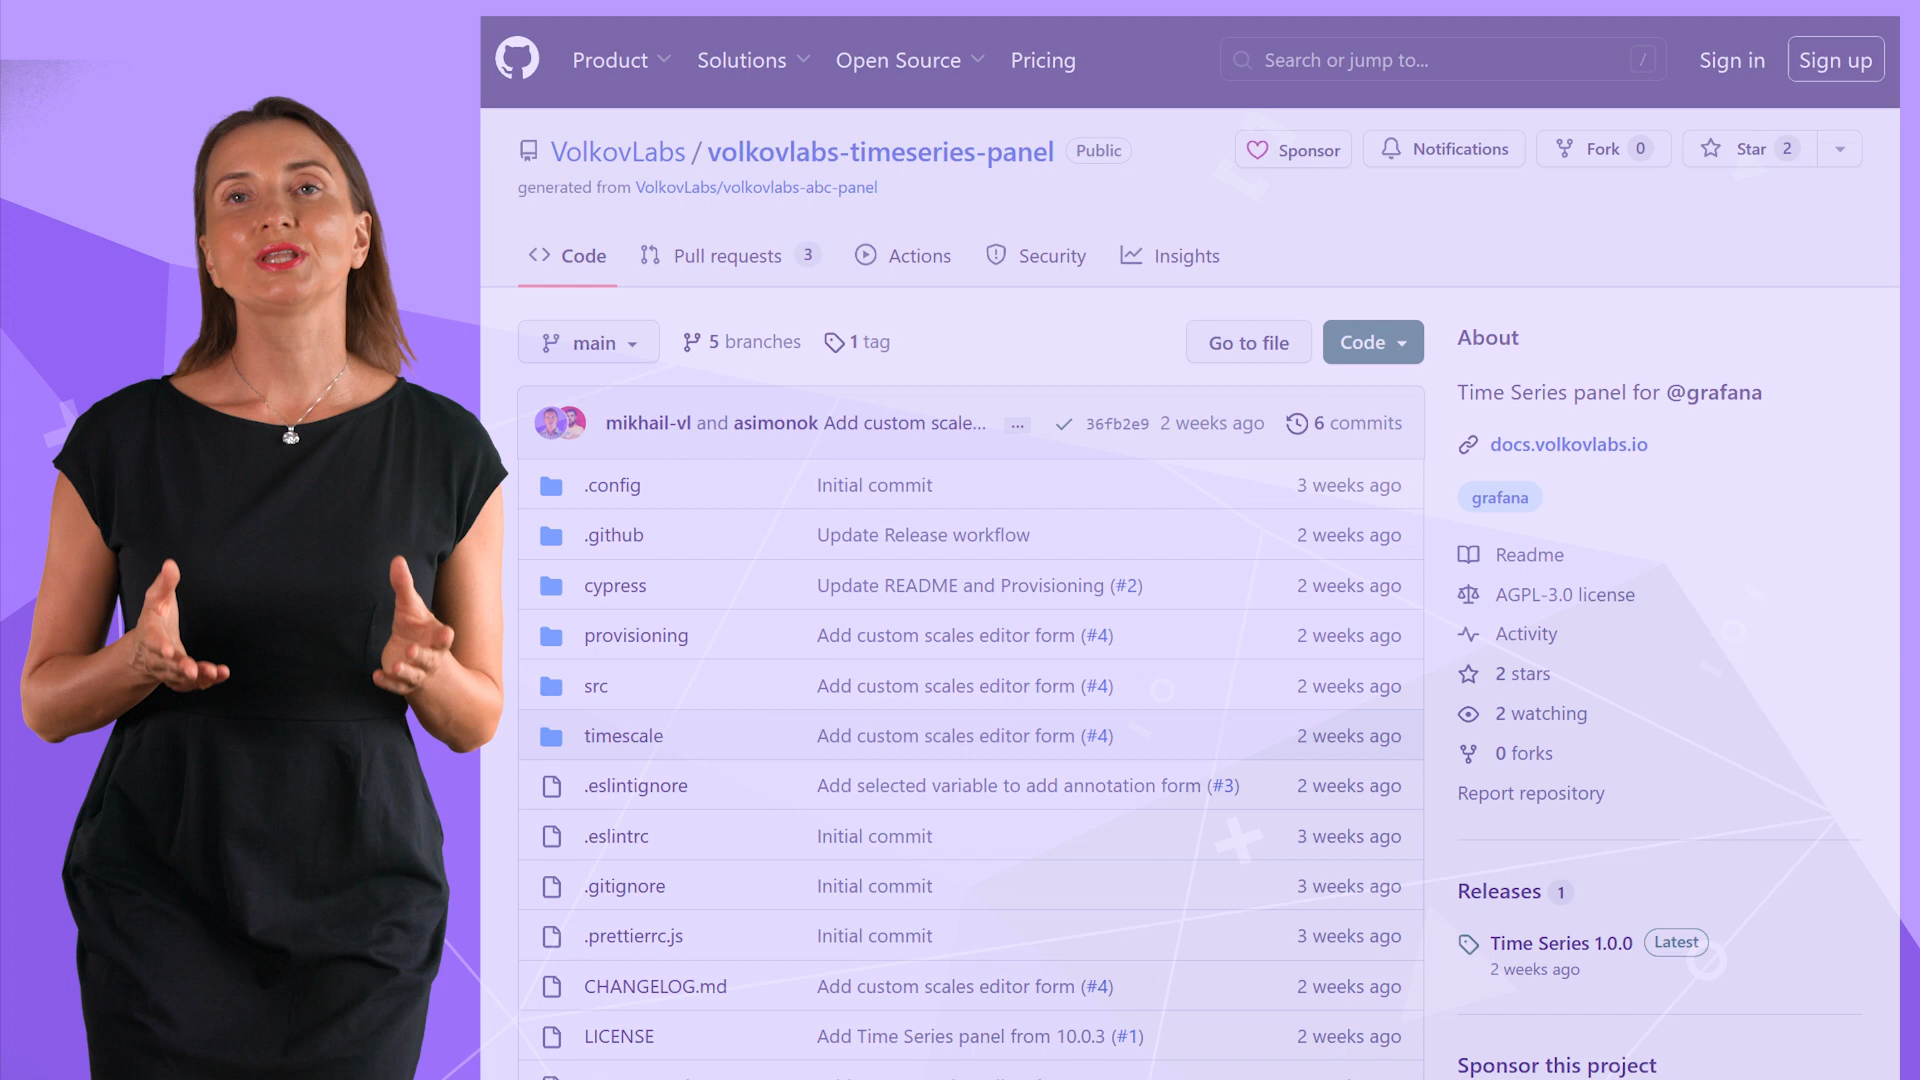 Product Solutions Open Source Pricing Search or jump to... / Sign in Sign up
VolkovLabs / volkovlabs-timeseries-panel Public Sponsor Notifications Fork 0 Star 2
generated from VolkovLabs/volkovlabs-abc-panel
Code Pull requests 3 Actions Security Insights
main 5 branches 1 tag Go to file Code
mikhail-vl and asimonok Add custom scale... ... 36fb2e9 2 weeks ago 6 commits
.config Initial commit 3 weeks ago
.github Update Release workflow 2 weeks ago
cypress Update README and Provisioning (#2) 2 weeks ago
provisioning Add custom scales editor form (#4) 2 weeks ago
src Add custom scales editor form (#4) 2 weeks ago
timescale Add custom scales editor form (#4) 2 weeks ago
.eslintignore Add selected variable to add annotation form (#3) 2 weeks ago
.eslintrc Initial commit 3 weeks ago
.gitignore Initial commit 3 weeks ago
.prettierrc.js Initial commit 3 weeks ago
CHANGELOG.md Add custom scales editor form (#4) 2 weeks ago
LICENSE Add Time Series panel from 10.0.3 (#1) 2 weeks ago
About
Time Series panel for @grafana
docs.volkovlabs.io
grafana
Readme
AGPL-3.0 license
Activity
2 stars
2 watching
0 forks
Report repository
Releases 1
Time Series 1.0.0 Latest
2 weeks ago
Sponsor this project